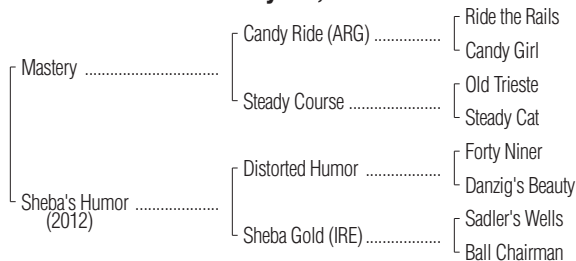 Ride the Rails
Candy Ride (ARG) ................
Candy Girl
Mastery ................................
Old Trieste
Steady Course ......................
Steady Cat
Forty Niner
Distorted Humor ..................
Danzig's Beauty
Sheba's Humor ....................
(2012)
Sadler's Wells
Sheba Gold (IRE)..................
Ball Chairman